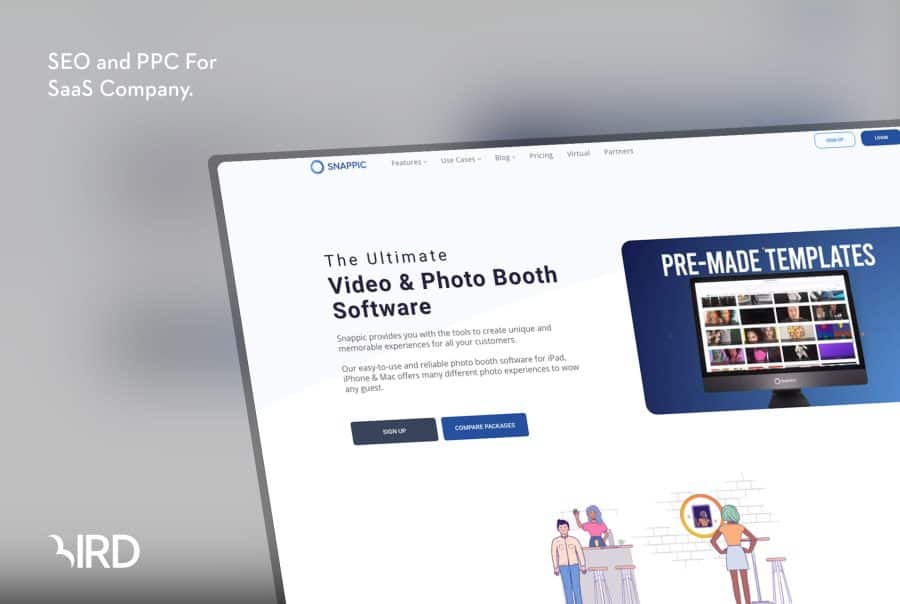 SEO and PPC For
SaaS Company.
SNAPPIC
Features
Use Cases
Blog
Pricing
Virtual
Partners
SIGN UP
LOGIN
The Ultimate
Video & Photo Booth
Software
Snappic provides you with the tools to create unique and
memorable experiences for all your customers.
Our easy-to-use and reliable photo booth software for iPad,
iPhone & Mac offers many different photo experiences to wow
any guest.
SIGN UP
COMPARE PACKAGES
PRE-MADE TEMPLATES
SNAPPIC
BIRD